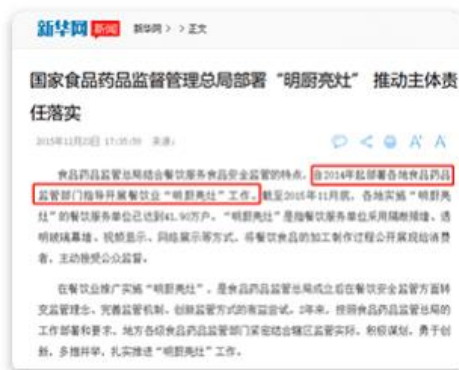 新华网 新闻 新华网 > > 正文
国家食品药品监督管理总局部署“明厨亮灶” 推动主体责
任落实
2015年12月23日 17:35:59 来源:
食品药品监管总局结合餐饮服务食品安全监管的特点,自2014年起部署各地食品药品
监管部门指导开展餐饮业“明厨亮灶”工作。截至2015年11月底,各地实施“明厨亮
灶”的餐饮服务单位已达到41.90万户。“明厨亮灶”是指餐饮服务单位采用隔断矮墙、透
明玻璃幕墙、视频显示、网络展示等方式,将餐饮食品的加工制作过程公开展现给消费
者,主动接受公众监督。
在餐饮业推广实施“明厨亮灶”,是食品药品监管总局成立后在餐饮安全监管方面转
变监管理念、完善监管机制、创新监管方式的有益尝试。2年来,按照食品药品监管总局的
工作部署和要求,地方各级食品药品监管部门紧密结合辖区监管实际,积极谋划,勇于创
新,多措并举,扎实推进“明厨亮灶”工作。